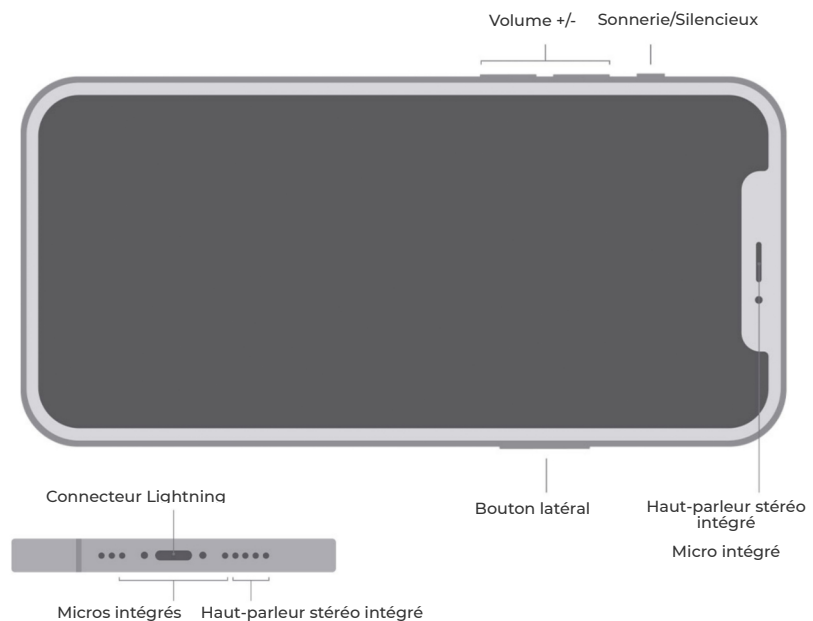 Volume +/-
Sonnerie/Silencieux
Connecteur Lightning
Bouton latéral
Haut-parleur stéréo
intégré
Micro intégré
Micros intégrés
Haut-parleur stéréo intégré